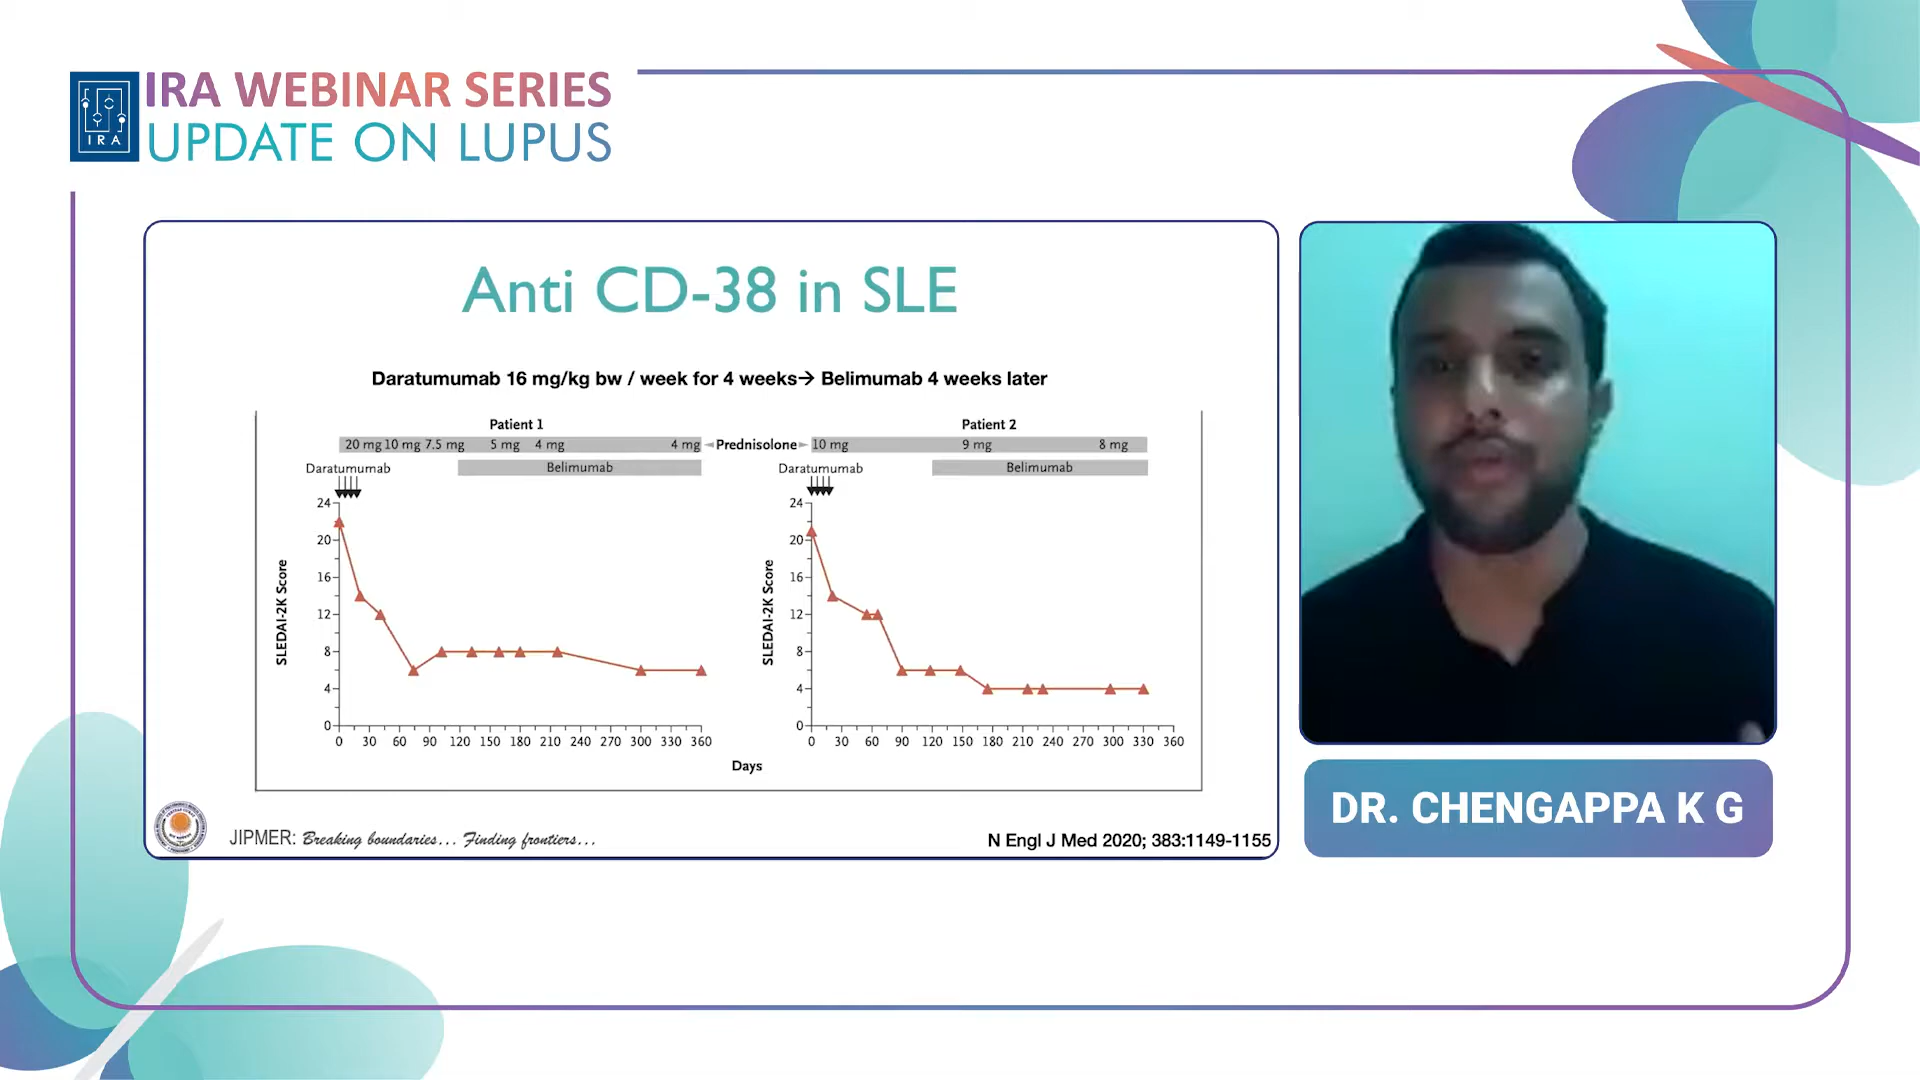 IRA
IRA WEBINAR SERIES
UPDATE ON LUPUS
Anti CD-38 in SLE
Daratumumab 16 mg/kg bw / week for 4 weeks→ Belimumab 4 weeks later
Patient 1
20 mg 10 mg 7.5 mg 5 mg 4 mg 4 mg
Prednisolone
Daratumumab
Belimumab
SLEDAI-2K Score
24
20
16
12
8
4
0
0 30 60 90 120 150 180 210 240 270 300 330 360
Patient 2
10 mg 9 mg 8 mg
Daratumumab
Belimumab
SLEDAI-2K Score
24
20
16
12
8
4
0
0 30 60 90 120 150 180 210 240 270 300 330 360
Days
JIPMER: Breaking boundaries... Finding frontiers...
N Engl J Med 2020; 383:1149-1155
DR. CHENGAPPA K G